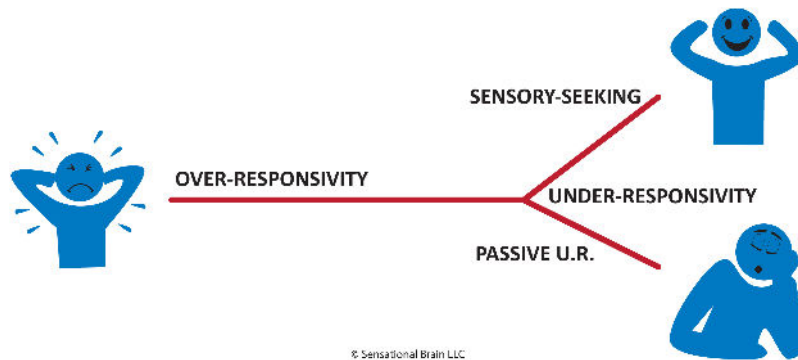 SENSORY-SEEKING
OVER-RESPONSIVITY
UNDER-RESPONSIVITY
PASSIVE U.R.
© Sensational Brain LLC